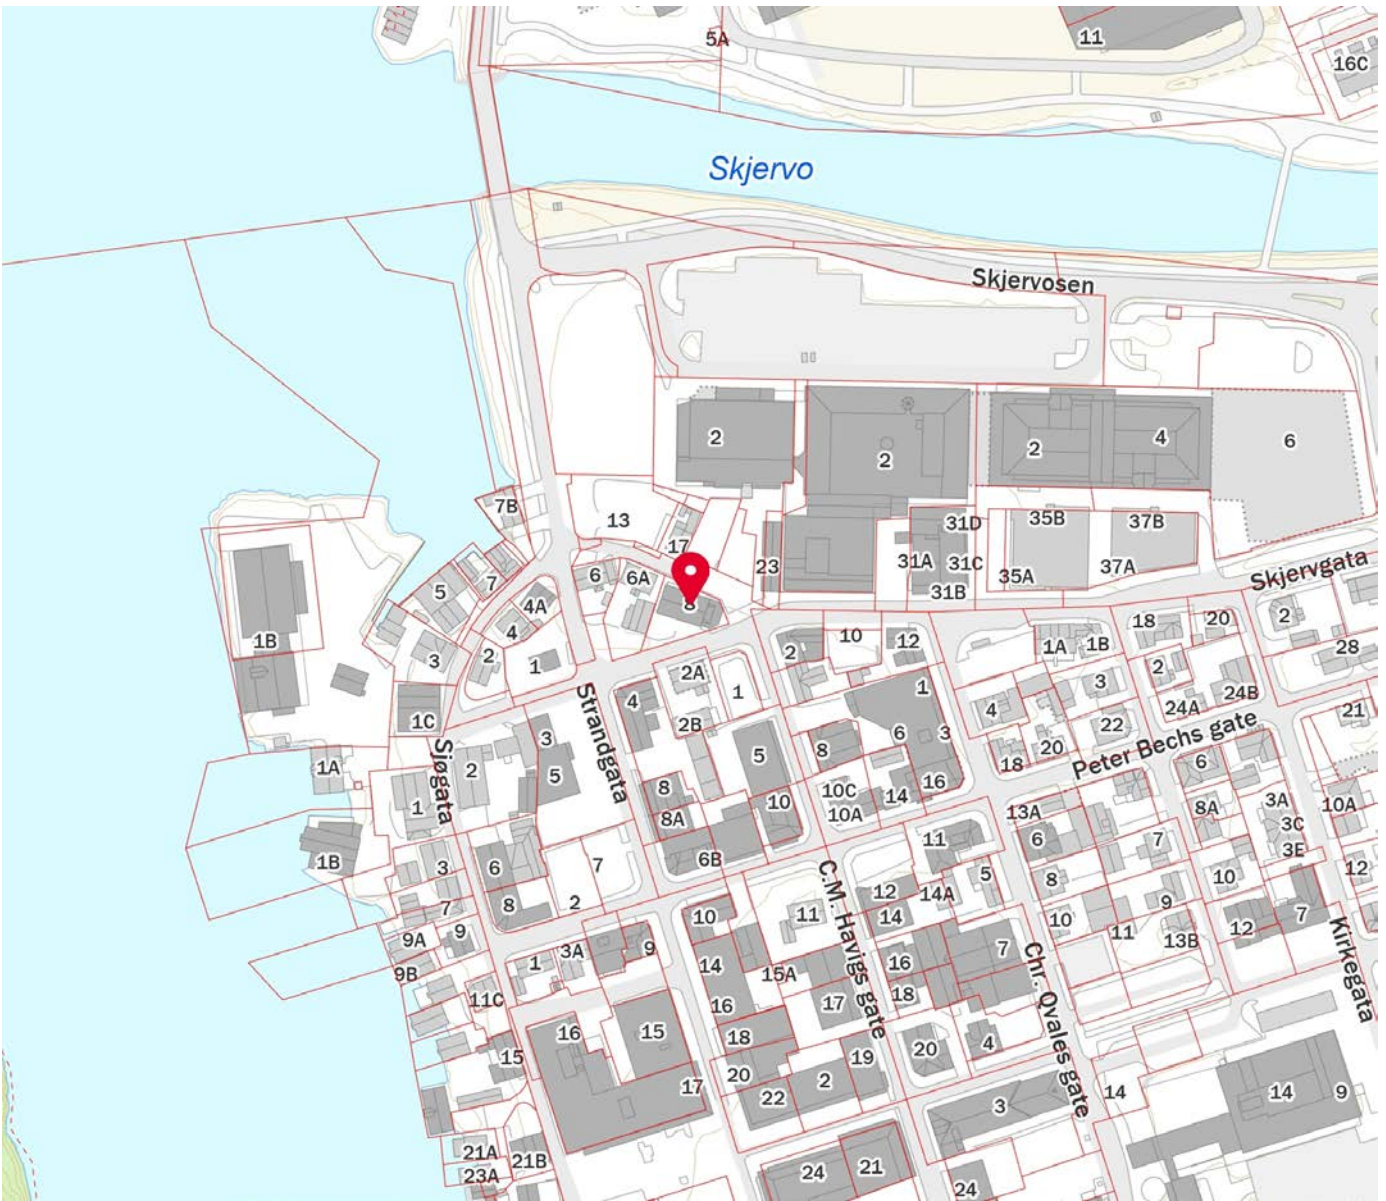 5A
11
16C
Skjervo
Skjervosen
2
2
2
4
6
7B
13
17
23
31D
31A
31C
31B
35B
35A
37B
37A
Skjervgata
7
5
6
6A
8
4A
4
1B
3
2
1
1C
2A
2B
1
2
10
12
1A
1B
18
20
2
28
4
Strandgata
3
5
2
Sjøgata
1A
1
1B
8
8A
6B
5
10
8
6
1
3
16
14
10C
10A
4
18
20
3
22
2
24A
24B
21
Peter Bechs gate
6
8A
3A
3C
3E
10A
13A
6
7
3
7
9
9A
9B
6
8
7
2
1
3A
9
10
11
11
12
14
14A
5
8
10
9
11
13B
10
12
7
12
C.M. Havigs gate
Chr. Qvales gate
Kirkegata
11C
15
16
15
17
14
16
18
20
22
15A
17
19
2
16
18
7
20
4
3
14
14
9
21A
23A
21B
24
21
24